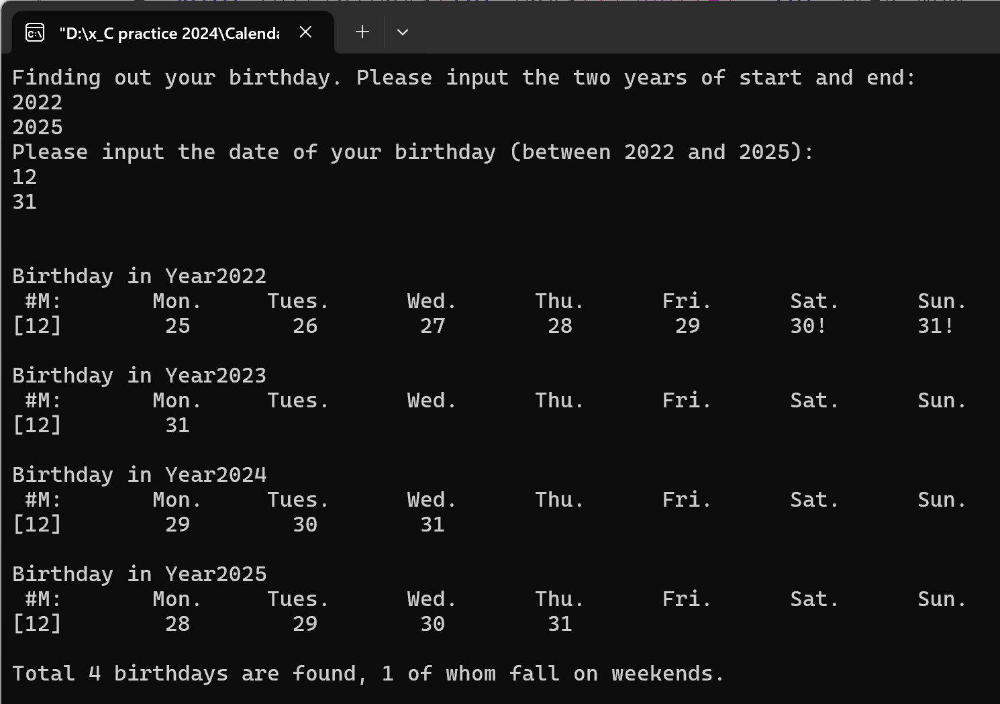 "D:\x_C practice 2024\Calenda
Finding out your birthday. Please input the two years of start and end:
2022
2025
Please input the date of your birthday (between 2022 and 2025):
12
31
Birthday in Year2022
#M: Mon. Tues. Wed. Thu. Fri. Sat. Sun.
[12] 25 26 27 28 29 30! 31!
Birthday in Year2023
#M: Mon. Tues. Wed. Thu. Fri. Sat. Sun.
[12] 31
Birthday in Year2024
#M: Mon. Tues. Wed. Thu. Fri. Sat. Sun.
[12] 29 30 31
Birthday in Year2025
#M: Mon. Tues. Wed. Thu. Fri. Sat. Sun.
[12] 28 29 30 31
Total 4 birthdays are found, 1 of whom fall on weekends.